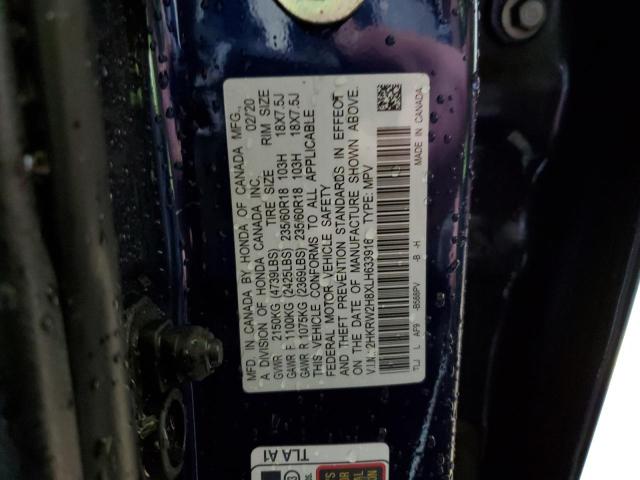 MFD. IN CANADA BY HONDA OF CANADA MFG.,
A DIVISION OF HONDA CANADA INC. 02/20
GVWR 2150KG (4739LBS) TIRE SIZE RIM SIZE
GAWR F 1100KG (2425LBS) 235/60R18 103H 18X7.5J
GAWR R 1075KG (2369LBS) 235/60R18 103H 18X7.5J
THIS VEHICLE CONFORMS TO ALL APPLICABLE
FEDERAL MOTOR VEHICLE SAFETY
AND THEFT PREVENTION STANDARDS IN EFFECT
ON THE DATE OF MANUFACTURE SHOWN ABOVE.
V.I.N.: 2HKRW2H8XLH633916 TYPE: MPV
TLJ L AF9 -B588PV -B -H MADE IN CANADA
TLA A1